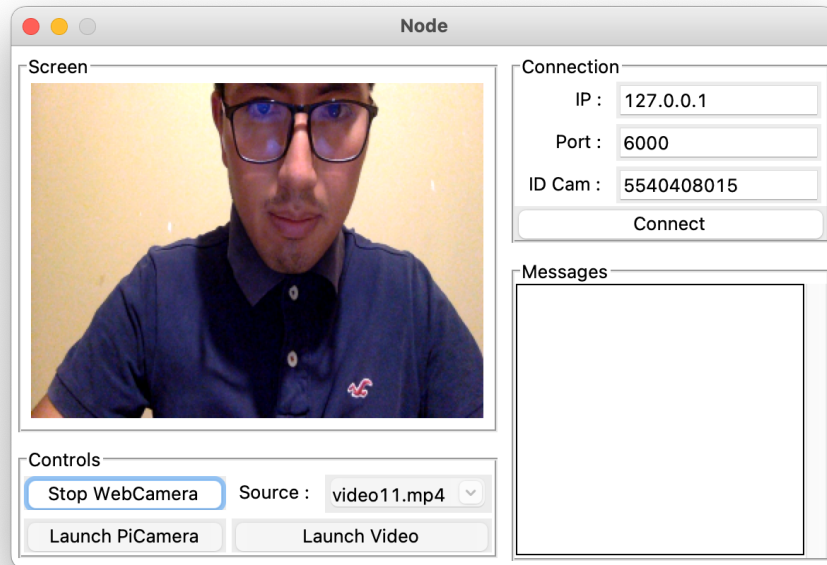 Node
Screen
Connection
IP :
127.0.0.1
Port :
6000
ID Cam :
5540408015
Connect
Messages
Controls
Stop WebCamera
Source :
video11.mp4
Launch PiCamera
Launch Video